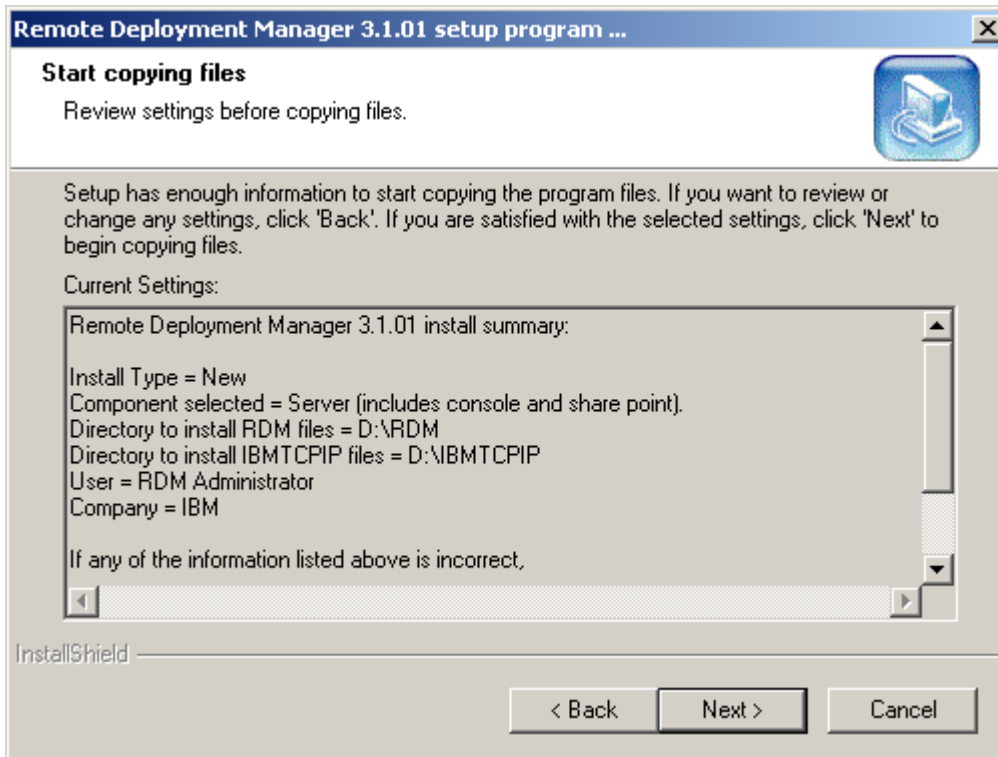 Remote Deployment Manager 3.1.01 setup program ...
Start copying files
Review settings before copying files.
Setup has enough information to start copying the program files. If you want to review or
change any settings, click 'Back'. If you are satisfied with the selected settings, click 'Next' to
begin copying files.
Current Settings:
Remote Deployment Manager 3.1.01 install summary:
Install Type = New
Component selected = Server (includes console and share point).
Directory to install RDM files = D:\RDM
Directory to install IBMTCPIP files = D:\IBMTCPIP
User = RDM Administrator
Company = IBM
If any of the information listed above is incorrect,
InstallShield
< Back
Next >
Cancel